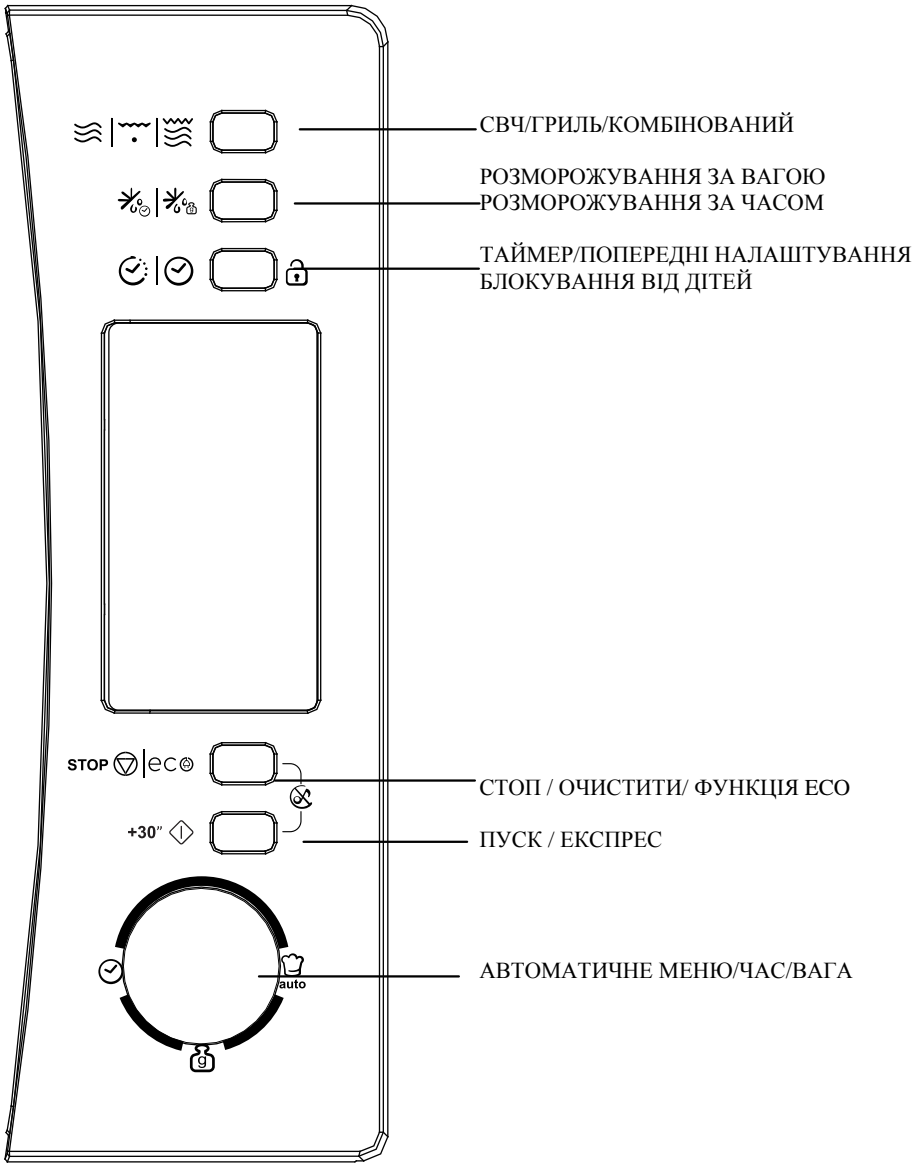 СВЧ/ГРИЛЬ/КОМБІНОВАНИЙ
РОЗМОРОЖУВАННЯ ЗА ВАГОЮ
РОЗМОРОЖУВАННЯ ЗА ЧАСОМ
ТАЙМЕР/ПОПЕРЕДНІ НАЛАШТУВАННЯ
БЛОКУВАННЯ ВІД ДІТЕЙ
STOP eco
СТОП / ОЧИСТИТИ/ ФУНКЦІЯ ECO
+30”
ПУСК / ЕКСПРЕС
АВТОМАТИЧНЕ МЕНЮ/ЧАС/ВАГА
auto
g